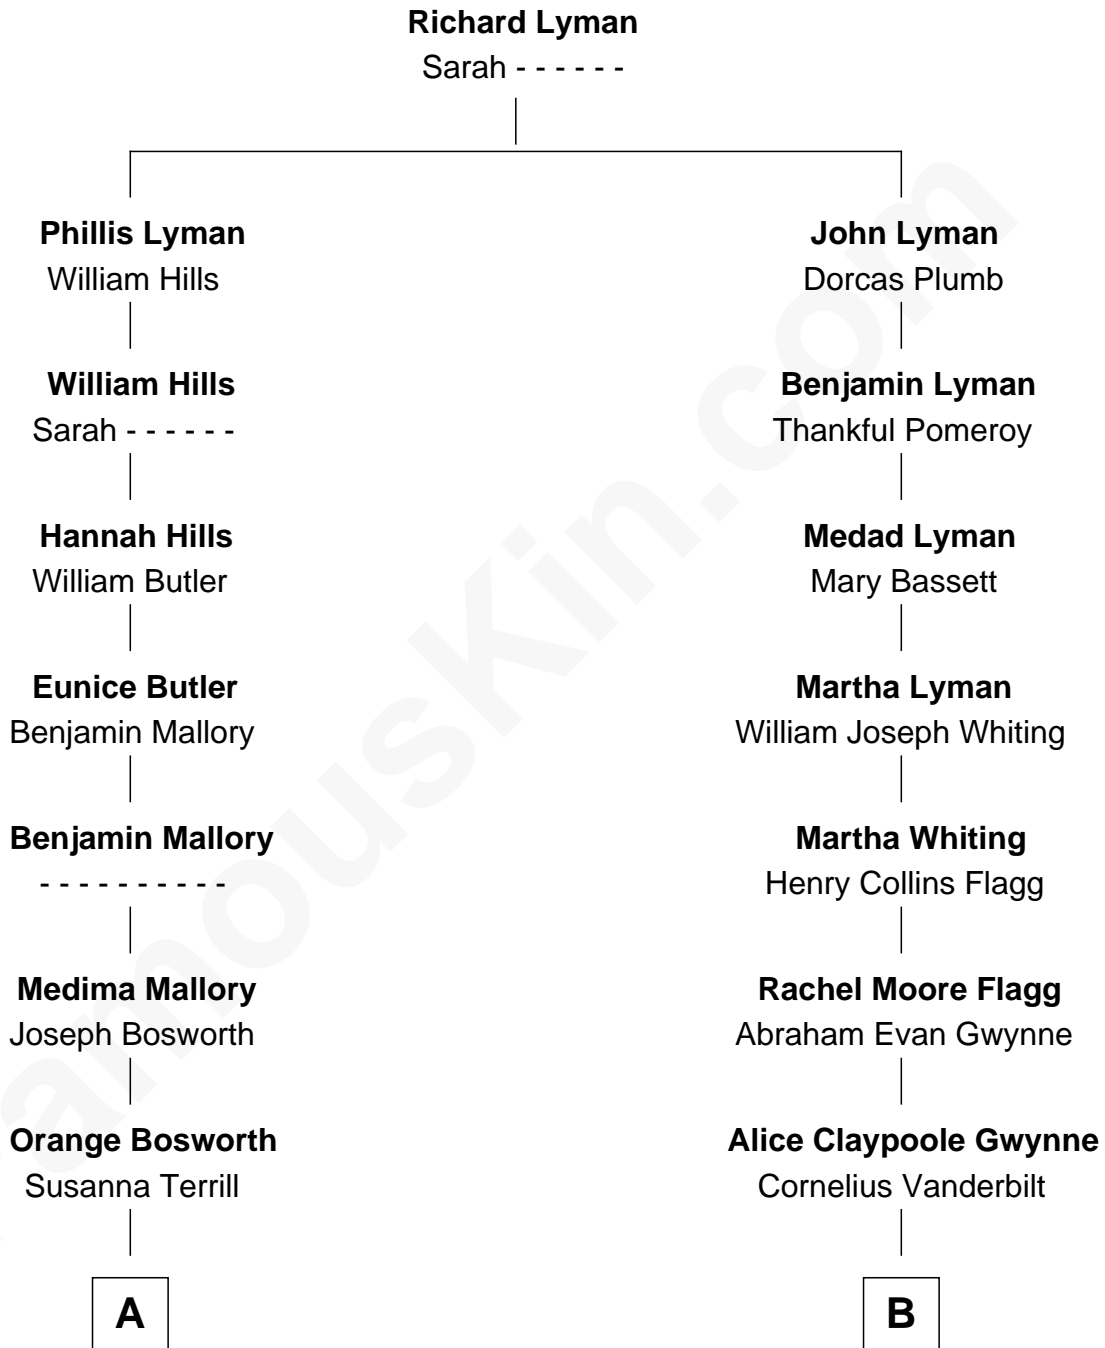 Richard Lyman
Sarah - - - - - -
Phillis Lyman
William Hills
John Lyman
Dorcas Plumb
William Hills
Sarah - - - - - -
Benjamin Lyman
Thankful Pomeroy
Hannah Hills
William Butler
Medad Lyman
Mary Bassett
Eunice Butler
Benjamin Mallory
Martha Lyman
William Joseph Whiting
Benjamin Mallory
- - - - - - - - - -
Martha Whiting
Henry Collins Flagg
Medima Mallory
Joseph Bosworth
Rachel Moore Flagg
Abraham Evan Gwynne
Orange Bosworth
Susanna Terrill
Alice Claypoole Gwynne
Cornelius Vanderbilt
A
B
amousKin.com